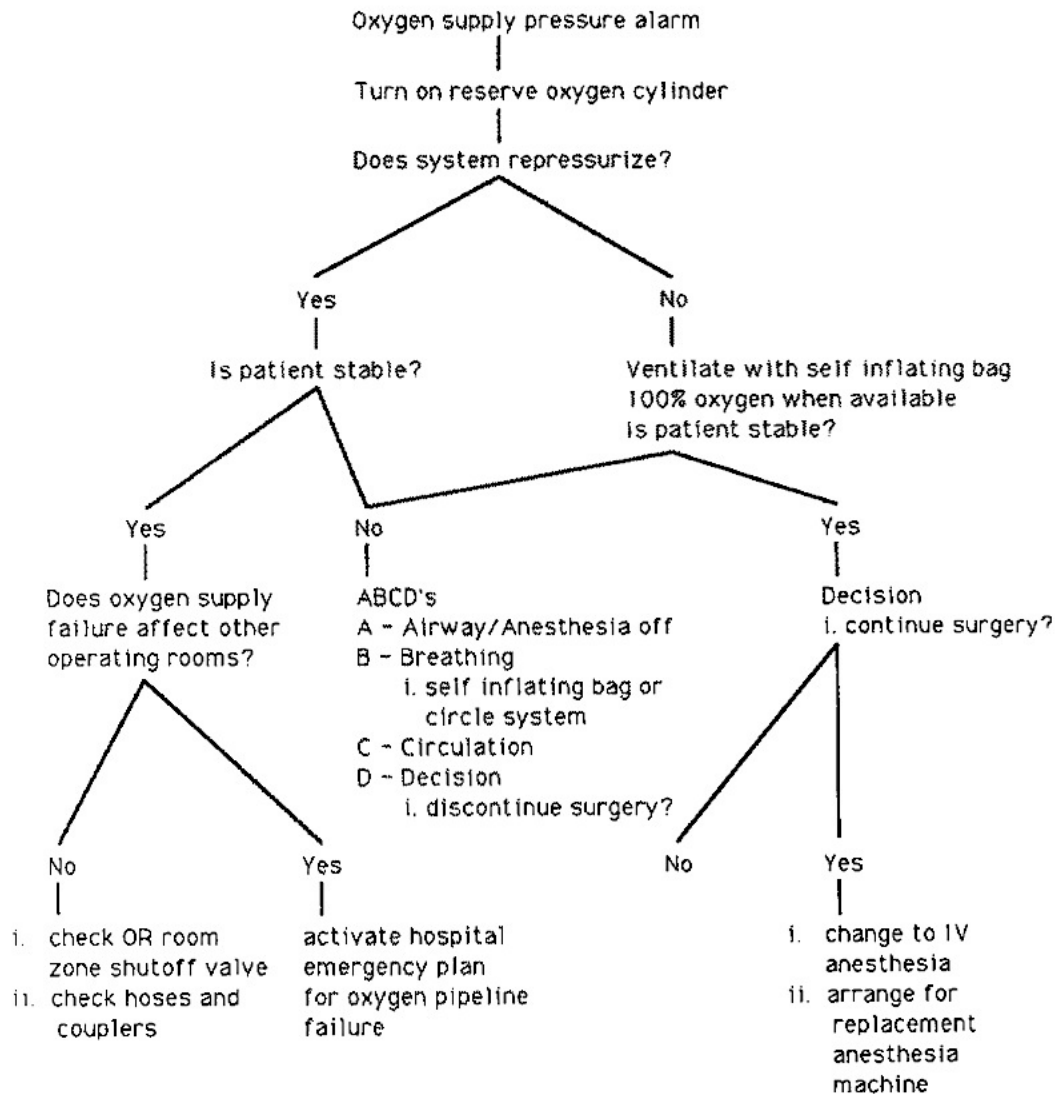 Oxygen supply pressure alarm
Turn on reserve oxygen cylinder
Does system repressurize?
Yes
No
Is patient stable?
Ventilate with self inflating bag
100% oxygen when available
Is patient stable?
Yes
No
Yes
Does oxygen supply
failure affect other
operating rooms?
ABCD's
A - Airway/Anesthesia off
B - Breathing
i. self inflating bag or
circle system
C - Circulation
D - Decision
i. discontinue surgery?
Decision
i. continue surgery?
No
Yes
No
Yes
i. check OR room
zone shutoff valve
ii. check hoses and
couplers
activate hospital
emergency plan
for oxygen pipeline
failure
i. change to IV
anesthesia
ii. arrange for
replacement
anesthesia
machine